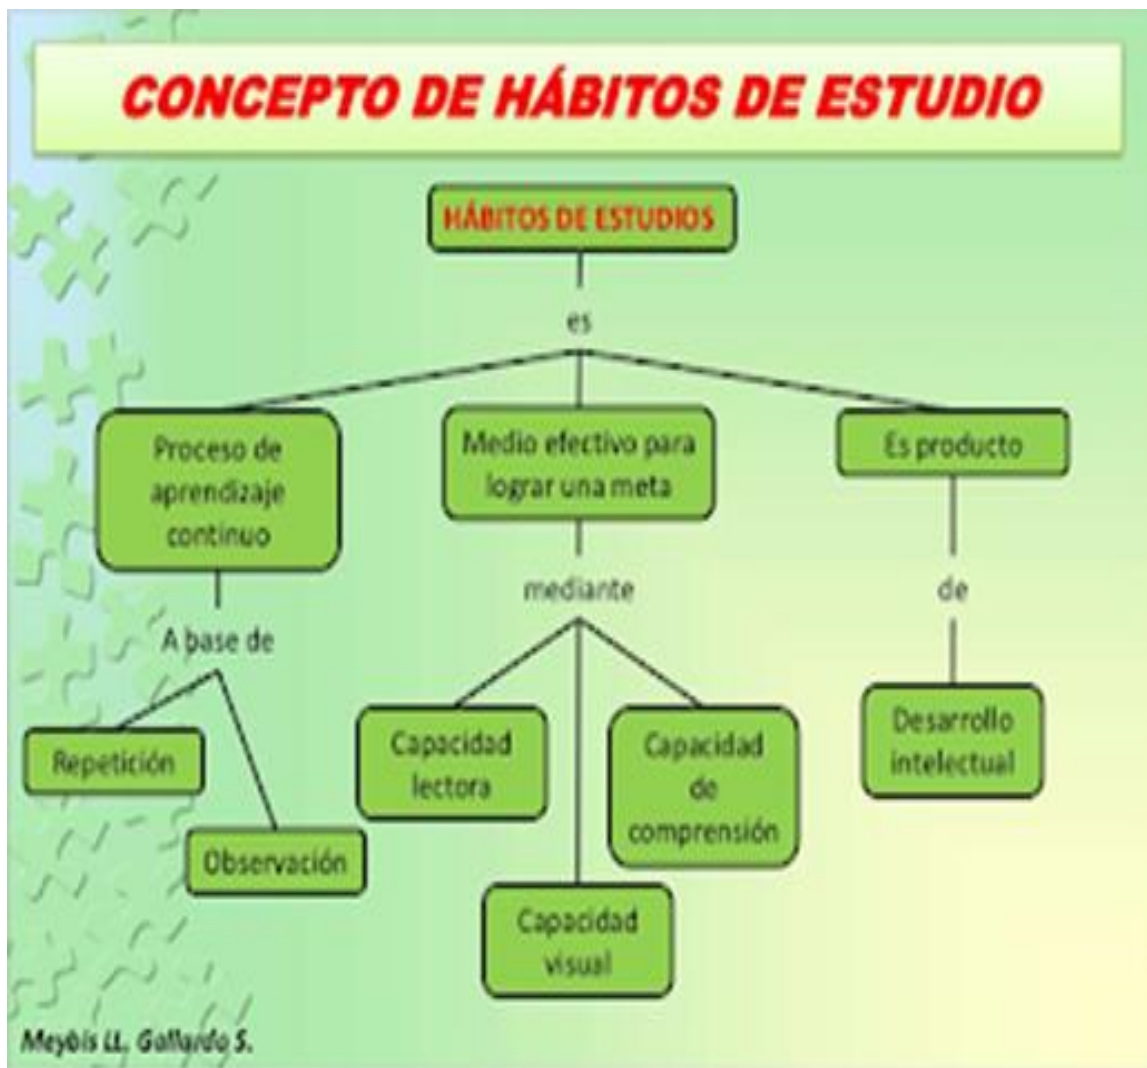 CONCEPTO DE HÁBITOS DE ESTUDIO
HÁBITOS DE ESTUDIOS
es
Proceso de
aprendizaje
continuo
Medio efectivo para
lograr una meta
Es producto
A base de
mediante
de
Repetición
Observación
Capacidad
lectora
Capacidad
visual
Capacidad
de
comprensión
Desarrollo
intelectual
Meybis LL. Gallardo S.